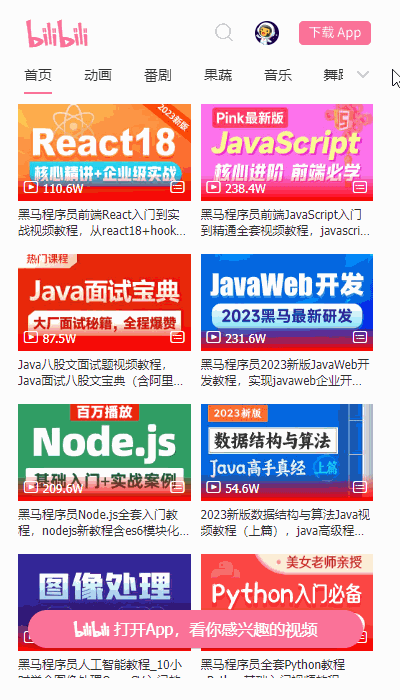 bilibili
下载 App
首页 动画 番剧 果蔬 音乐 舞
2023新版
React18
核心精讲+企业级实战
110.6W
黑马程序员前端React入门到实
战视频教程，从react18+hook...
Pink最新版
JavaScript
核心进阶 前端必学
238.4W
黑马程序员前端JavaScript入门
到精通全套视频教程，javascri...
热门课程
Java面试宝典
大厂面试秘籍，全程爆赞
87.5W
Java八股文面试题视频教程，
Java面试八股文宝典（含阿里...
JavaWeb开发
2023黑马最新研发
231.6W
黑马程序员2023新版JavaWeb开
发教程，实现javaweb企业开...
百万播放
Node.js
基础入门+实战案例
209.6W
黑马程序员Node.js全套入门教
程，nodejs新教程含es6模块化...
2023新版
数据结构与算法
Java高手真经 上篇
54.6W
2023新版数据结构与算法Java视
频教程（上篇），java高级程...
图像处理
美女老师亲授
Python入门必备
bilibili 打开App，看你感兴趣的视频
黑马程序员人工智能教程_10小
黑马程序员全套Python教程